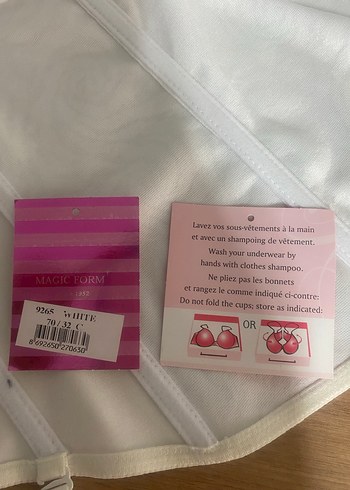 MAGIC FORM
9265 WHITE
70/32 C
8692650270630
Lavez vos sous-vêtements à la main
et avec un shampoing de vêtement.
Wash your underwear by
hands with clothes shampoo.
Ne pliez pas les bonnets
et rangez le comme indiqué ci-contre:
Do not fold the cups; store as indicated:
OR